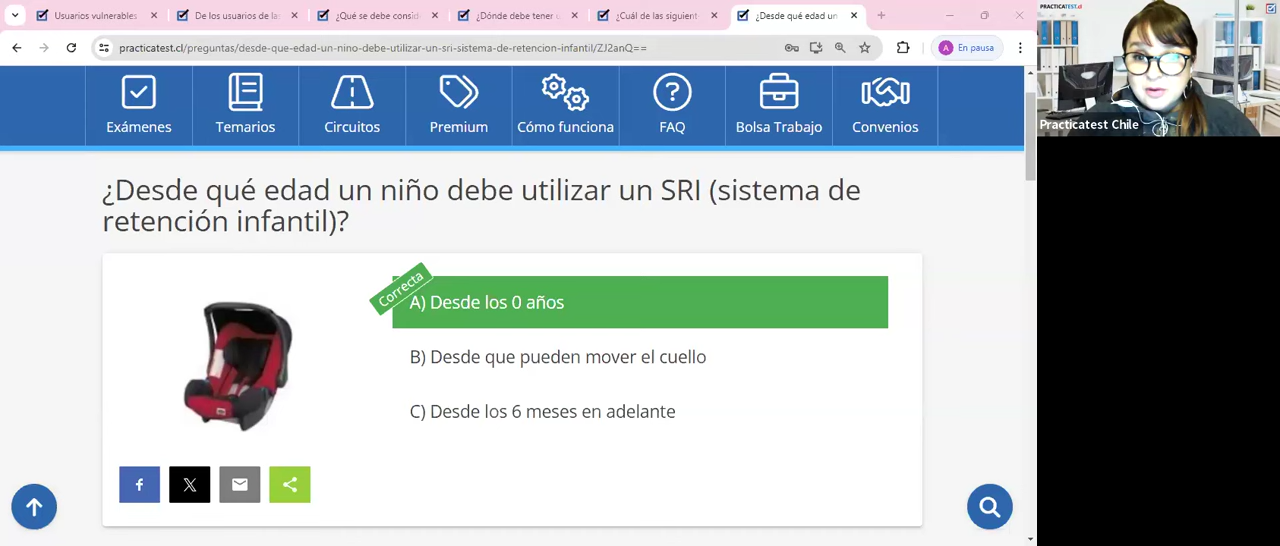 Usuarios vulnerables
De los usuarios de la
¿Qué se debe consid
¿Dónde debe tener u
¿Cuál de las siguient
¿Desde qué edad un
practicatest.cl/preguntas/desde-que-edad-un-nino-debe-utilizar-un-sri-sistema-de-retencion-infantil/ZJ2anQ==
A
En pausa
Exámenes
Temarios
Circuitos
Premium
Cómo funciona
FAQ
Bolsa Trabajo
Convenios
¿Desde qué edad un niño debe utilizar un SRI (sistema de
retención infantil)?
Correcta
A) Desde los 0 años
B) Desde que pueden mover el cuello
C) Desde los 6 meses en adelante
PRACTICATEST.cl
Practicatest Chile